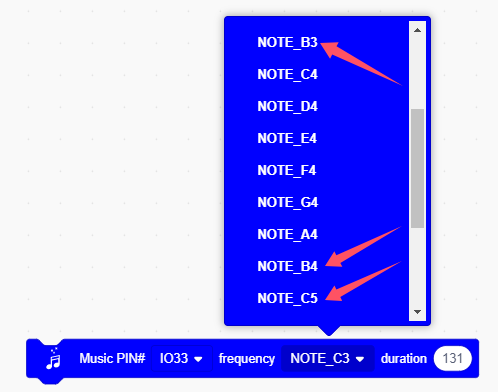 NOTE_B3
NOTE_C4
NOTE_D4
NOTE_E4
NOTE_F4
NOTE_G4
NOTE_A4
NOTE_B4
NOTE_C5
Music PIN# IO33 frequency NOTE_C3 duration 131